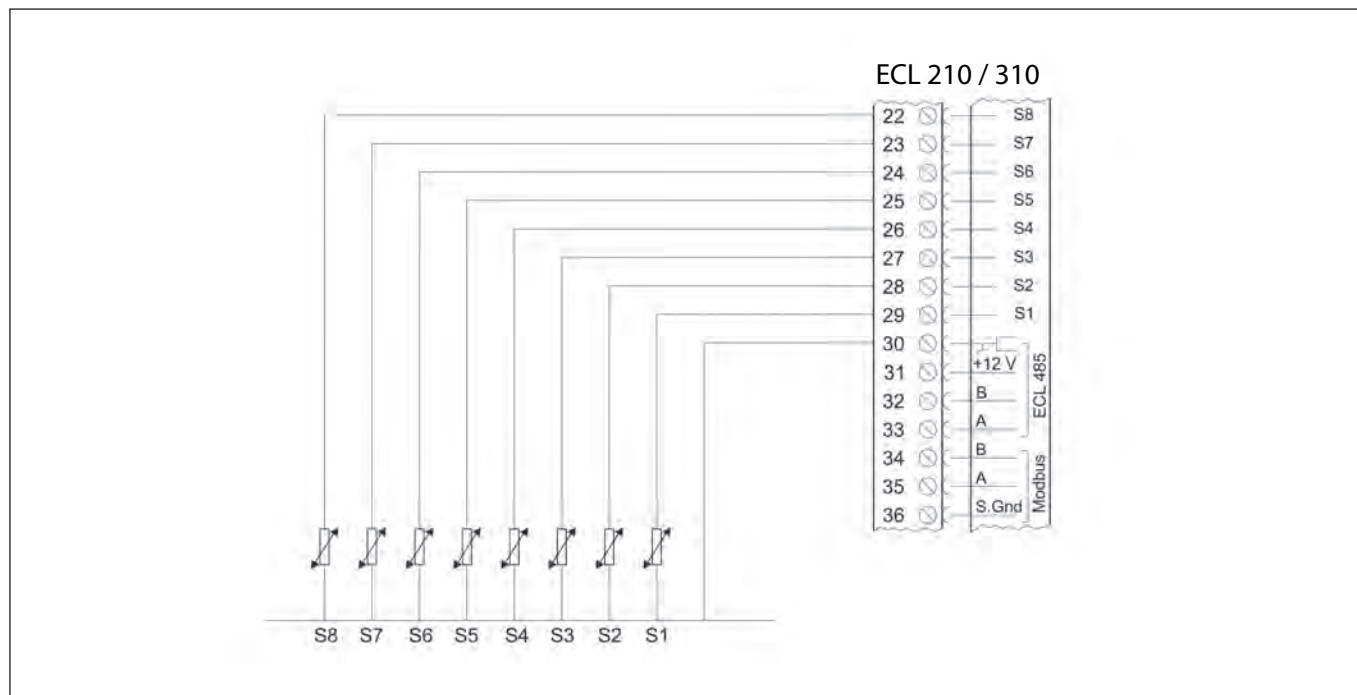 ECL 210 / 310
22 S8
23 S7
24 S6
25 S5
26 S4
27 S3
28 S2
29 S1
30
31 +12 V
32 B
33 A
ECL 485
34 B
35 A
36 S.Gnd
Modbus
S8 S7 S6 S5 S4 S3 S2 S1